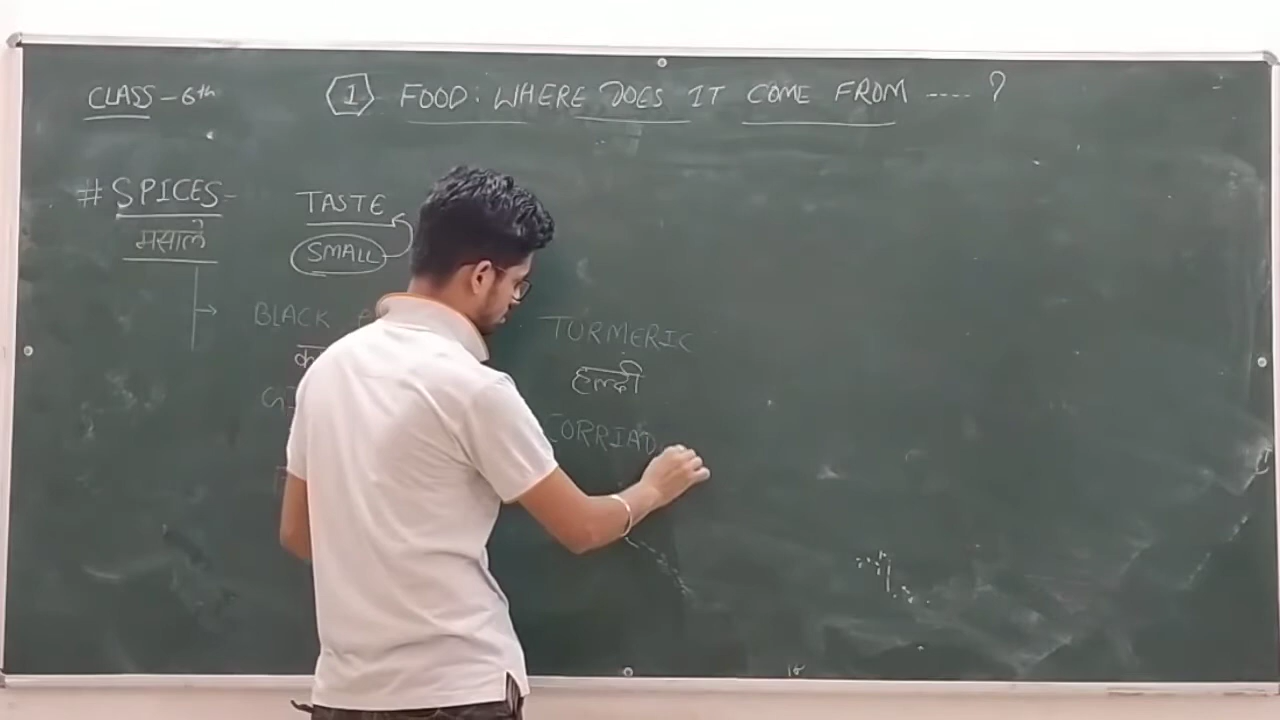 CLASS-6th
1 FOOD: WHERE DOES IT COME FROM ---- ?
# SPICES-
मसाले
TASTE
SMALL
BLACK
TURMERIC
हल्दी
CORRIAD